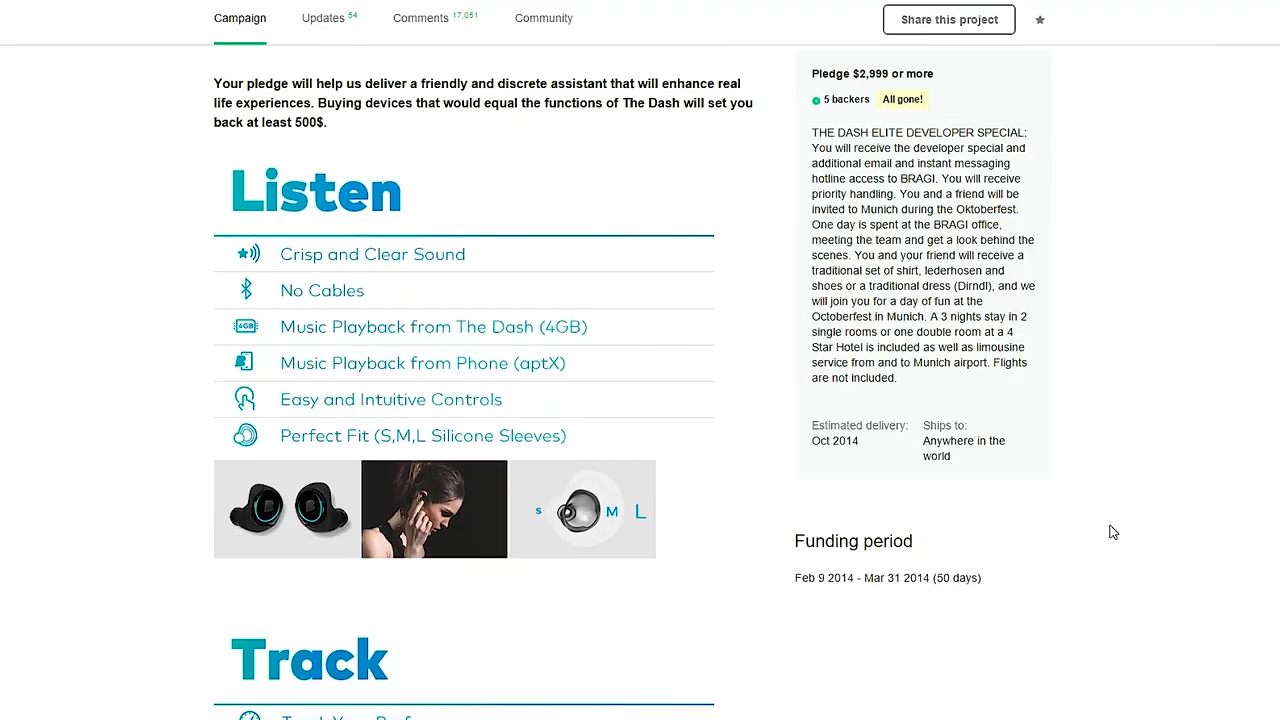 Campaign
Updates 54
Comments 17,051
Community
Share this project
Your pledge will help us deliver a friendly and discrete assistant that will enhance real
life experiences. Buying devices that would equal the functions of The Dash will set you
back at least 500$.
Listen
Crisp and Clear Sound
No Cables
4GB
Music Playback from The Dash (4GB)
Music Playback from Phone (aptX)
Easy and Intuitive Controls
Perfect Fit (S,M,L Silicone Sleeves)
S M L
Track
Pledge $2,999 or more
5 backers All gone!
THE DASH ELITE DEVELOPER SPECIAL:
You will receive the developer special and
additional email and instant messaging
hotline access to BRAGI. You will receive
priority handling. You and a friend will be
invited to Munich during the Oktoberfest.
One day is spent at the BRAGI office,
meeting the team and get a look behind the
scenes. You and your friend will receive a
traditional set of shirt, lederhosen and
shoes or a traditional dress (Dirndl), and we
will join you for a day of fun at the
Octoberfest in Munich. A 3 nights stay in 2
single rooms or one double room at a 4
Star Hotel is included as well as limousine
service from and to Munich airport. Flights
are not included.
Estimated delivery:
Oct 2014
Ships to:
Anywhere in the
world
Funding period
Feb 9 2014 - Mar 31 2014 (50 days)